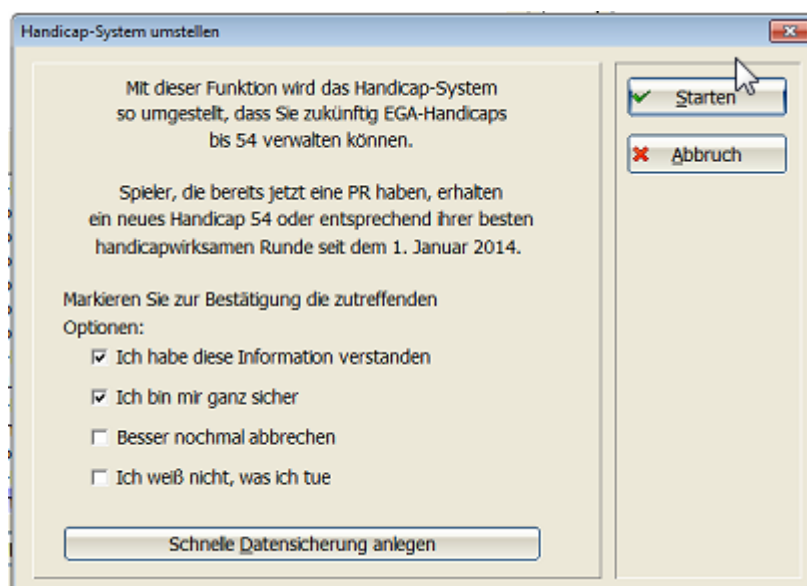 Handicap-System umstellen
Mit dieser Funktion wird das Handicap-System
so umgestellt, dass Sie zukünftig EGA-Handicaps
bis 54 verwalten können.
Spieler, die bereits jetzt eine PR haben, erhalten
ein neues Handicap 54 oder entsprechend ihrer besten
handicapwirksamen Runde seit dem 1. Januar 2014.
Markieren Sie zur Bestätigung die zutreffenden
Optionen:
Ich habe diese Information verstanden
Ich bin mir ganz sicher
Besser nochmal abbrechen
Ich weiß nicht, was ich tue
Schnelle Datensicherung anlegen
Starten
Abbruch